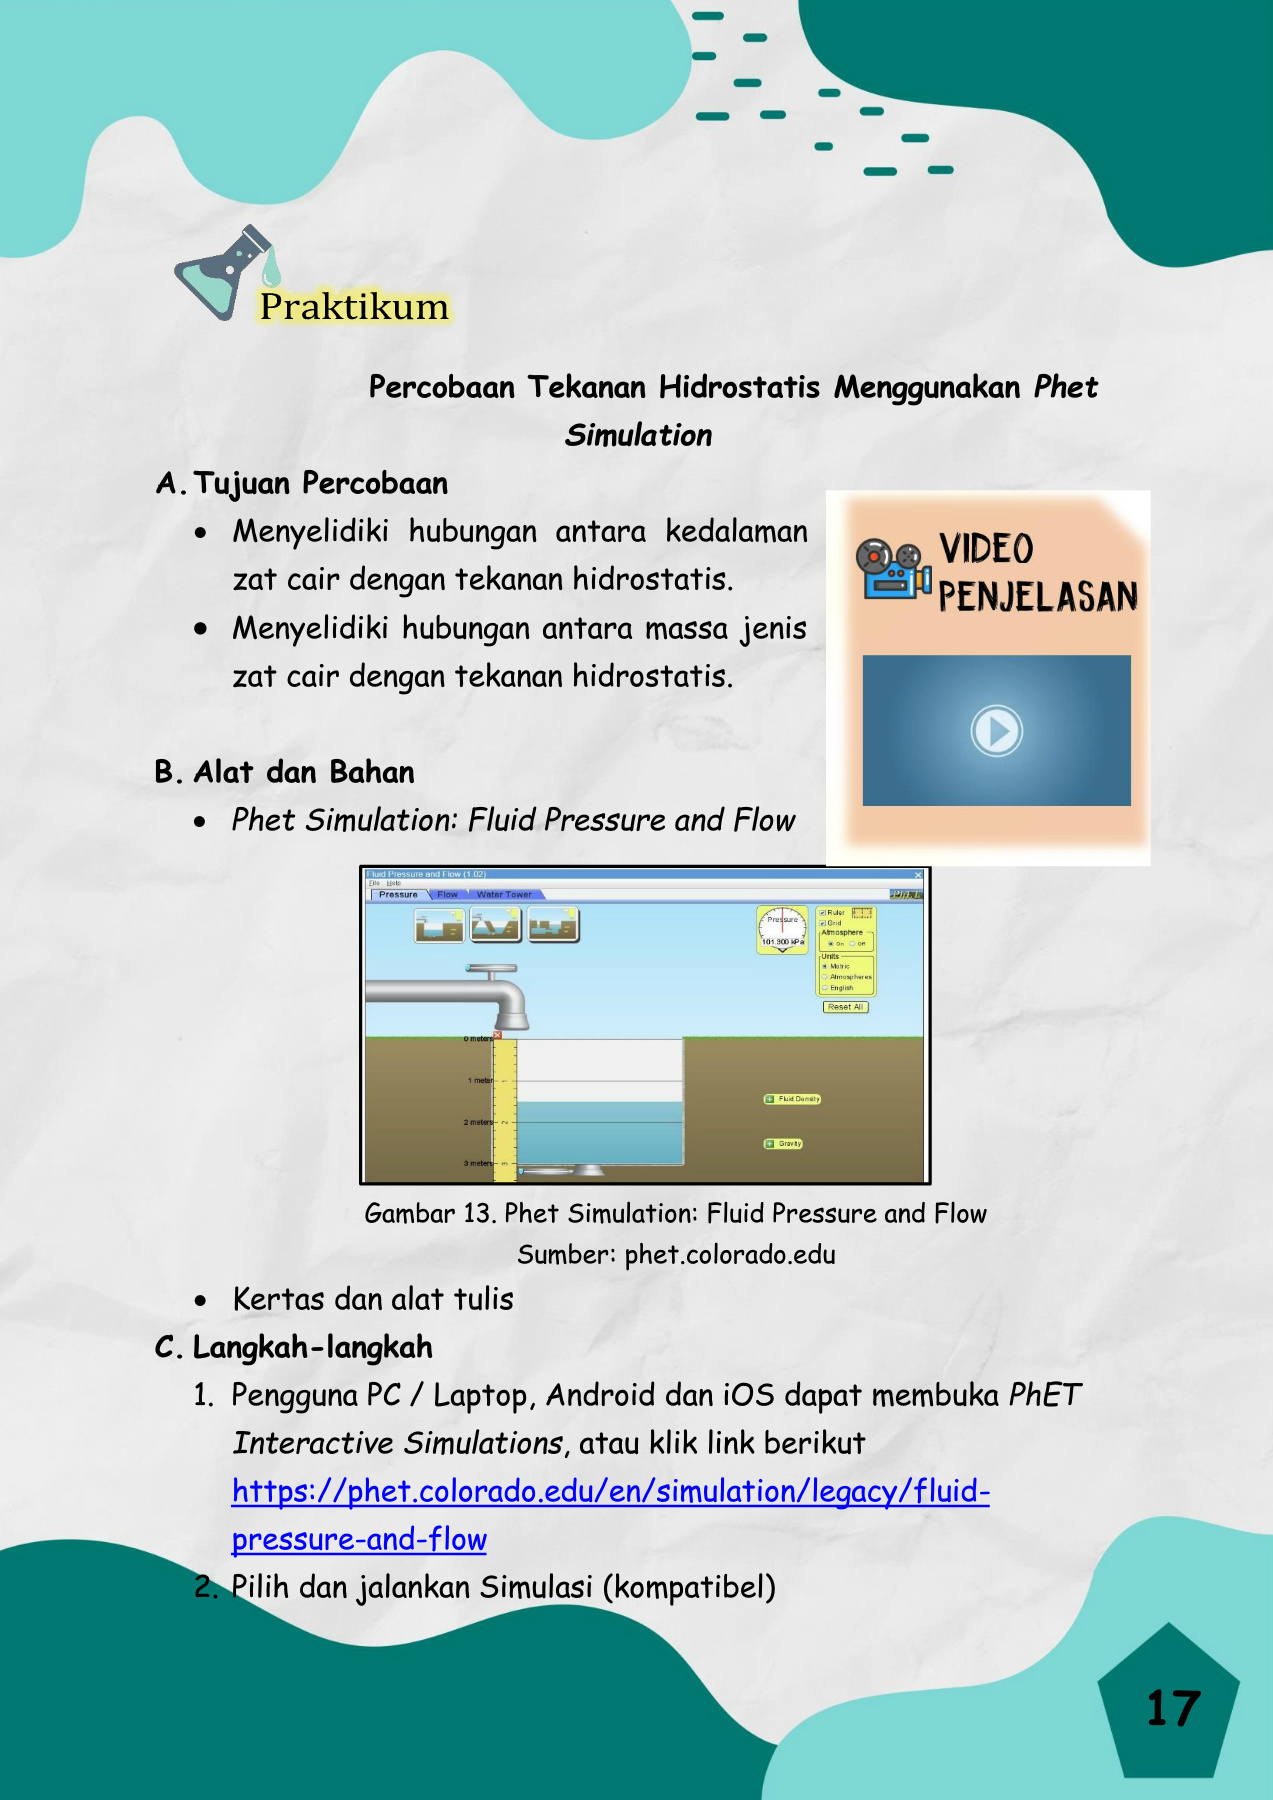 Praktikum
Percobaan Tekanan Hidrostatis Menggunakan Phet
Simulation
A. Tujuan Percobaan
• Menyelidiki hubungan antara kedalaman
zat cair dengan tekanan hidrostatis.
• Menyelidiki hubungan antara massa jenis
zat cair dengan tekanan hidrostatis.
VIDEO
PENJELASAN
B. Alat dan Bahan
• Phet Simulation: Fluid Pressure and Flow
Fluid Pressure and Flow (1.02)
File Help
Pressure Flow Water Tower
Pressure
101.300 kPa
Ruler
Grid
Atmosphere
On Off
Units
Metric
Atmospheres
English
Reset All
0 meters
1 meter
1
2 meters
2
3 meters
3
Fluid Density
Gravity
Gambar 13. Phet Simulation: Fluid Pressure and Flow
Sumber: phet.colorado.edu
• Kertas dan alat tulis
C. Langkah-langkah
1. Pengguna PC / Laptop, Android dan iOS dapat membuka PhET
Interactive Simulations, atau klik link berikut
https://phet.colorado.edu/en/simulation/legacy/fluid-
pressure-and-flow
2. Pilih dan jalankan Simulasi (kompatibel)
17